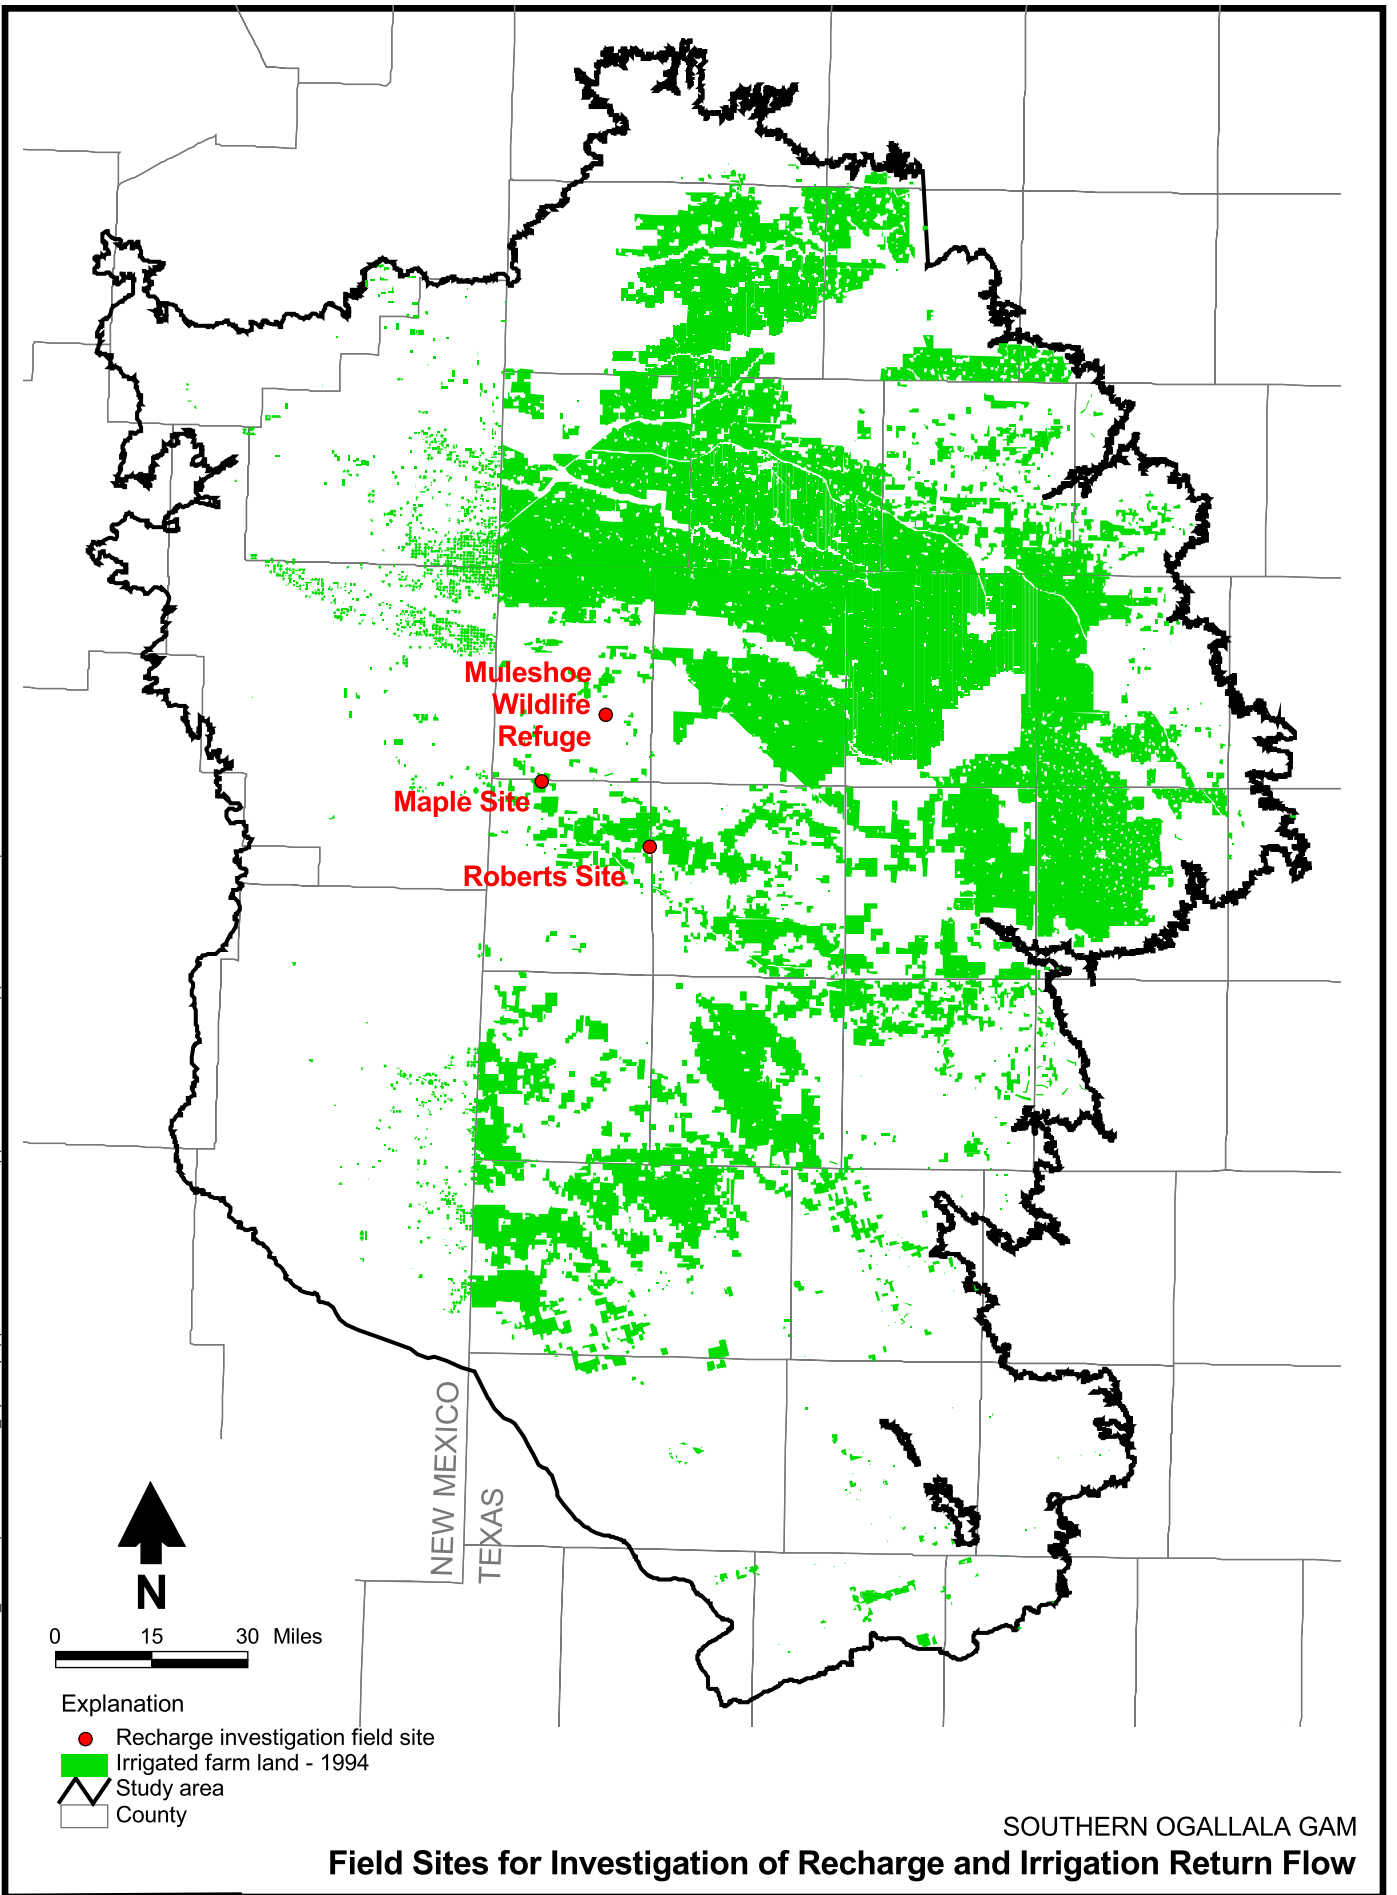 Muleshoe
Wildlife
Refuge
Maple Site
Roberts Site
NEW MEXICO
TEXAS
N
0 15 30 Miles
Explanation
Recharge investigation field site
Irrigated farm land - 1994
Study area
County
SOUTHERN OGALLALA GAM
Field Sites for Investigation of Recharge and Irrigation Return Flow